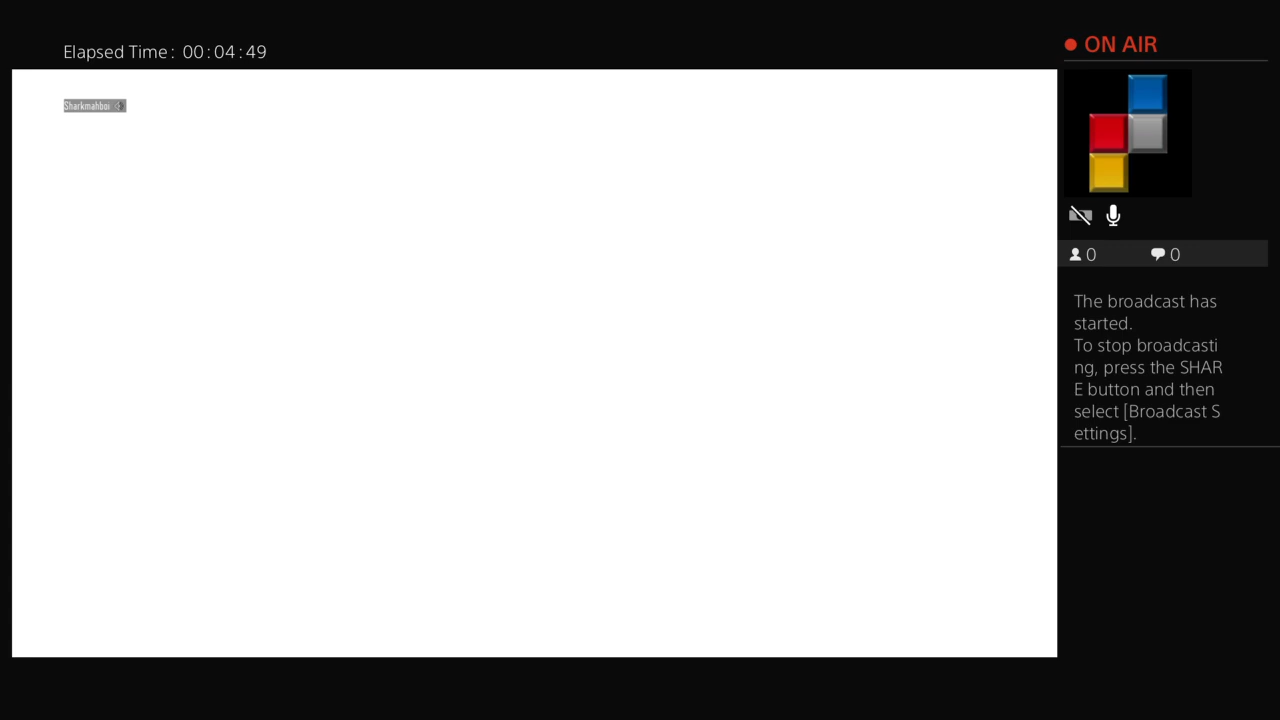 Elapsed Time: 00:04:49
ON AIR
Sharkmahboi
0
0
The broadcast has
started.
To stop broadcasti
ng, press the SHAR
E button and then
select [Broadcast S
ettings].